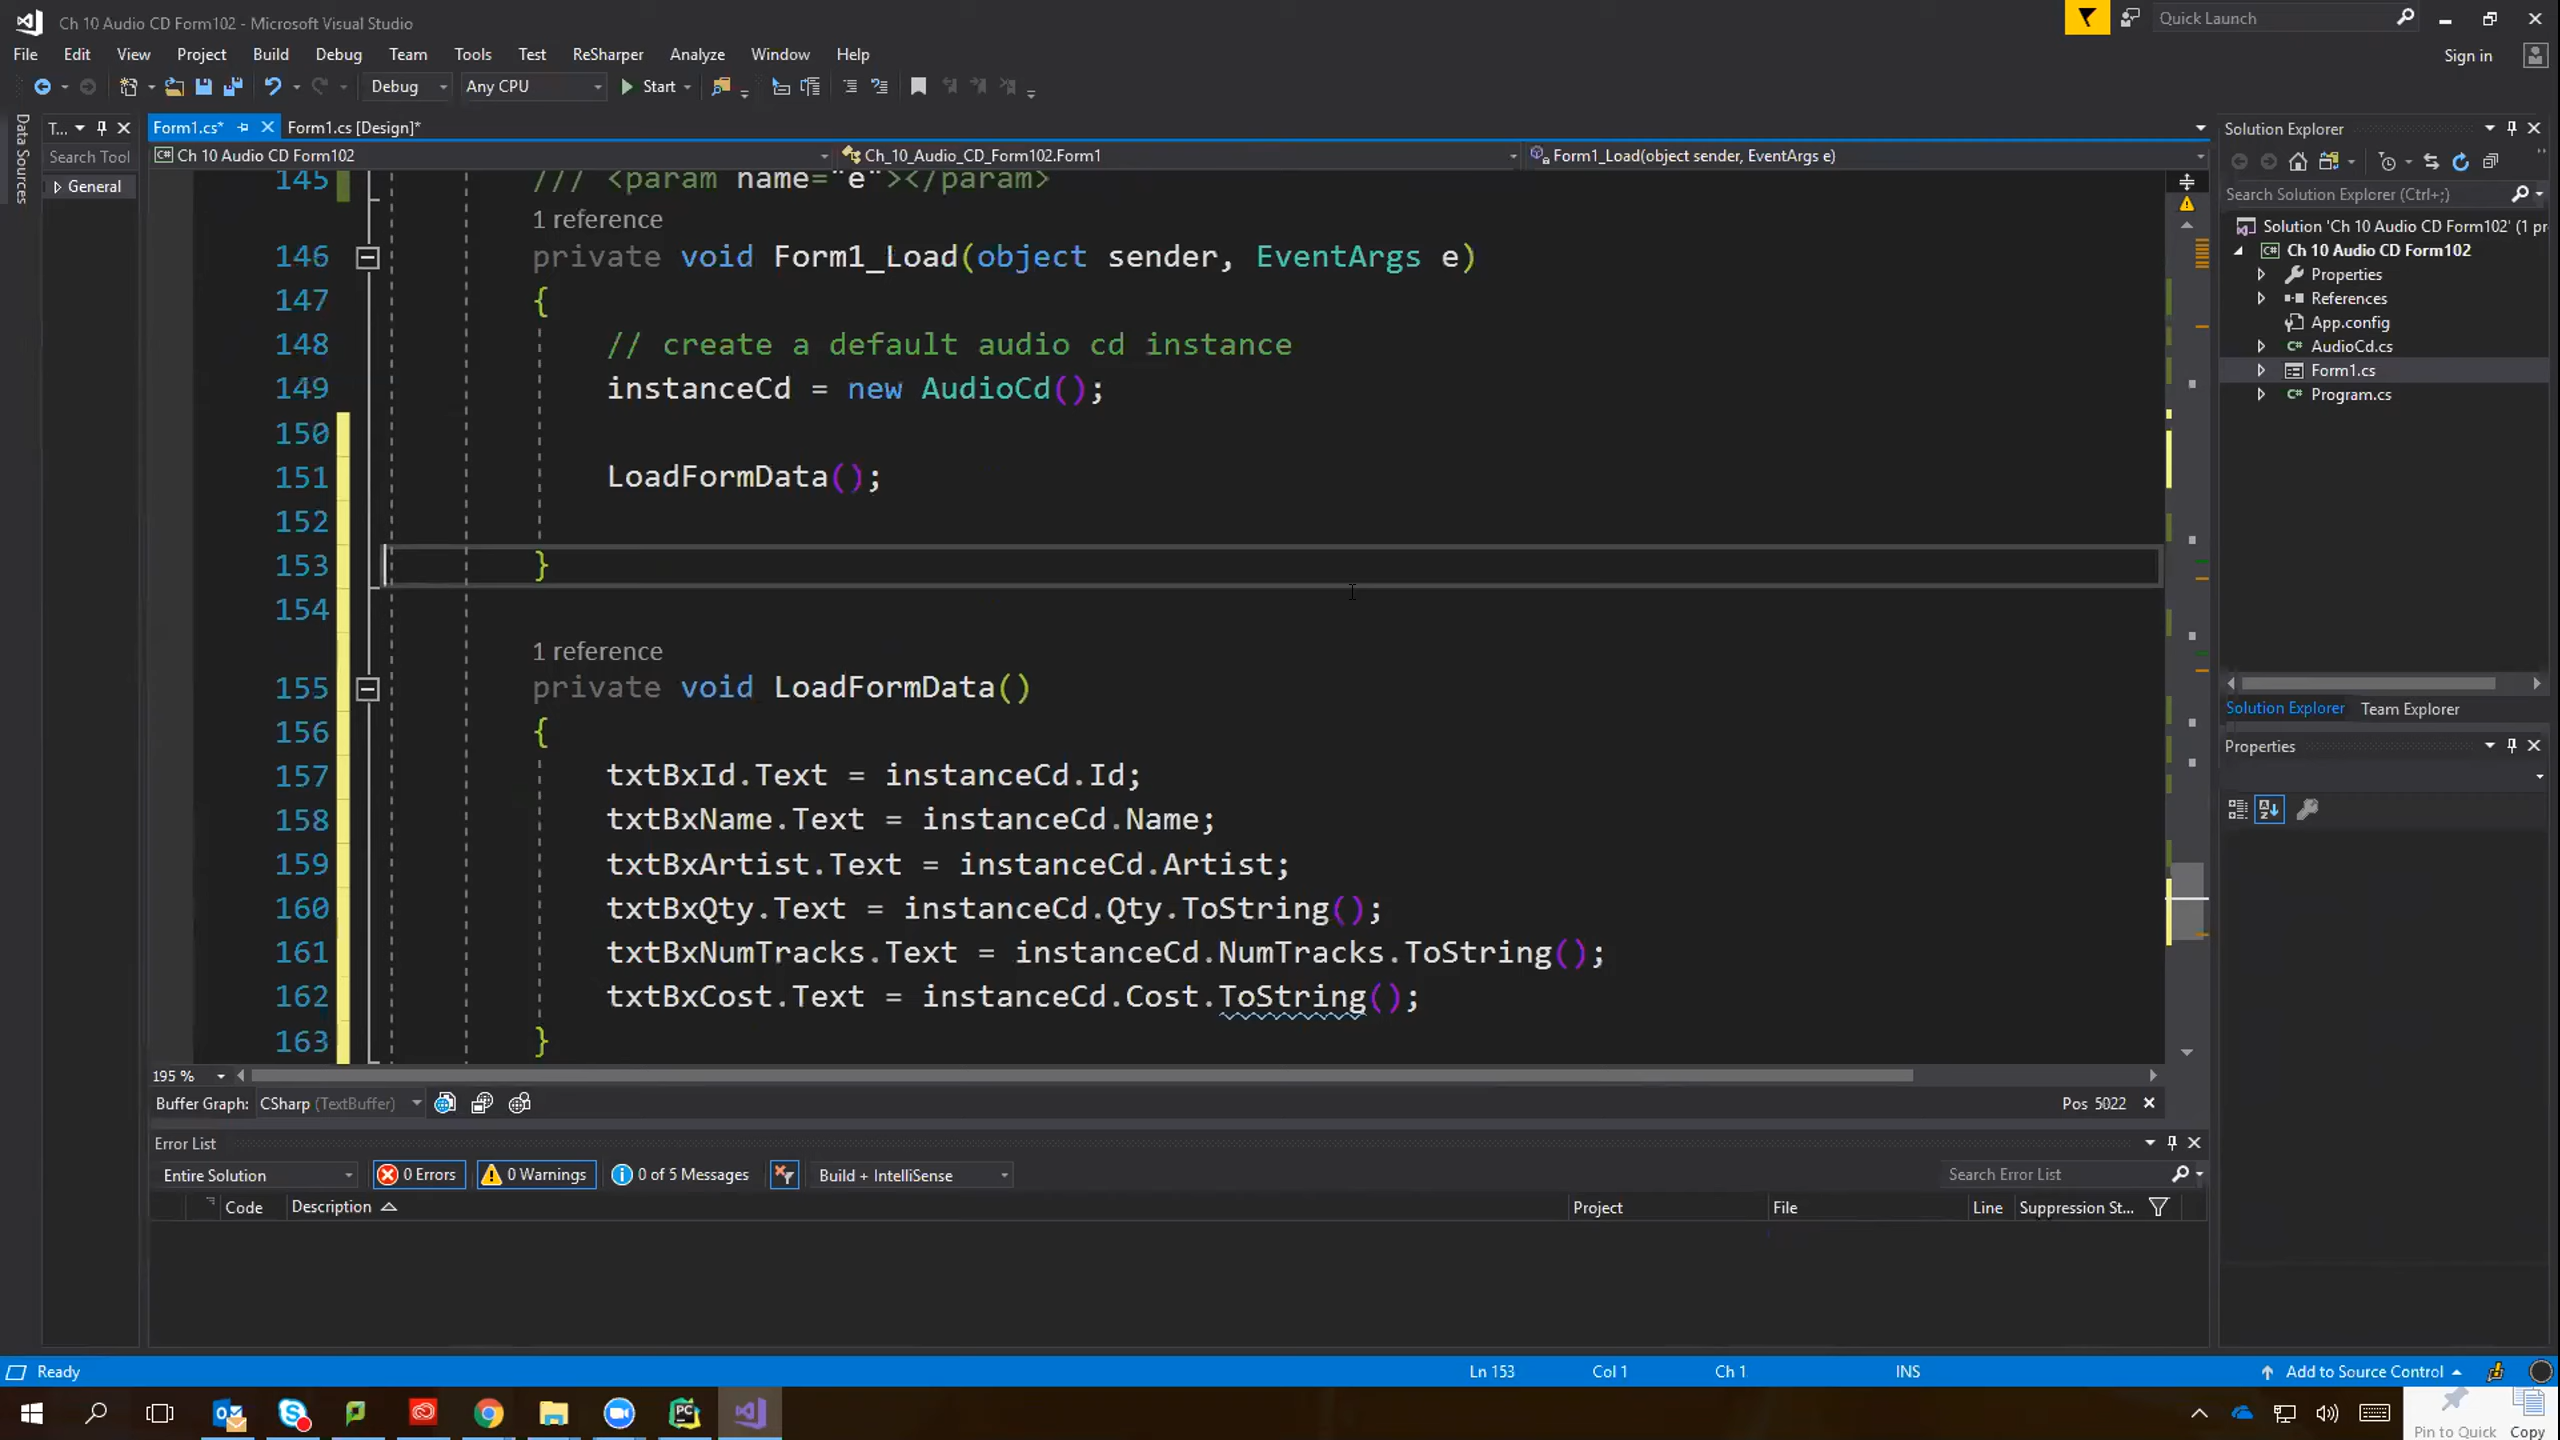 Ch 10 Audio CD Form102 - Microsoft Visual Studio
Quick Launch
File Edit View Project Build Debug Team Tools Test ReSharper Analyze Window Help
Sign in
Debug Any CPU Start
Data Sources
T...
Form1.cs* Form1.cs [Design]*
Search Tool
General
Ch 10 Audio CD Form102 Ch_10_Audio_CD_Form102.Form1 Form1_Load(object sender, EventArgs e)
145 /// <param name="e"></param>
1 reference
146 private void Form1_Load(object sender, EventArgs e)
147 {
148 // create a default audio cd instance
149 instanceCd = new AudioCd();
150
151 LoadFormData();
152
153 }
154
1 reference
155 private void LoadFormData()
156 {
157 txtBxId.Text = instanceCd.Id;
158 txtBxName.Text = instanceCd.Name;
159 txtBxArtist.Text = instanceCd.Artist;
160 txtBxQty.Text = instanceCd.Qty.ToString();
161 txtBxNumTracks.Text = instanceCd.NumTracks.ToString();
162 txtBxCost.Text = instanceCd.Cost.ToString();
163 }
195 %
Buffer Graph: CSharp (TextBuffer) Pos 5022
Error List
Entire Solution 0 Errors 0 Warnings 0 of 5 Messages Build + IntelliSense Search Error List
Code Description Project File Line Suppression St...
Solution Explorer
Search Solution Explorer (Ctrl+;)
Solution 'Ch 10 Audio CD Form102' (1 pr
Ch 10 Audio CD Form102
Properties
References
App.config
AudioCd.cs
Form1.cs
Program.cs
Solution Explorer Team Explorer
Properties
Ready Ln 153 Col 1 Ch 1 INS Add to Source Control
Pin to Quick Copy